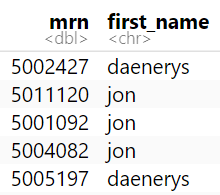 mrn first_name
<dbl> <chr>
5002427 daenerys
5011120 jon
5001092 jon
5004082 jon
5005197 daenerys